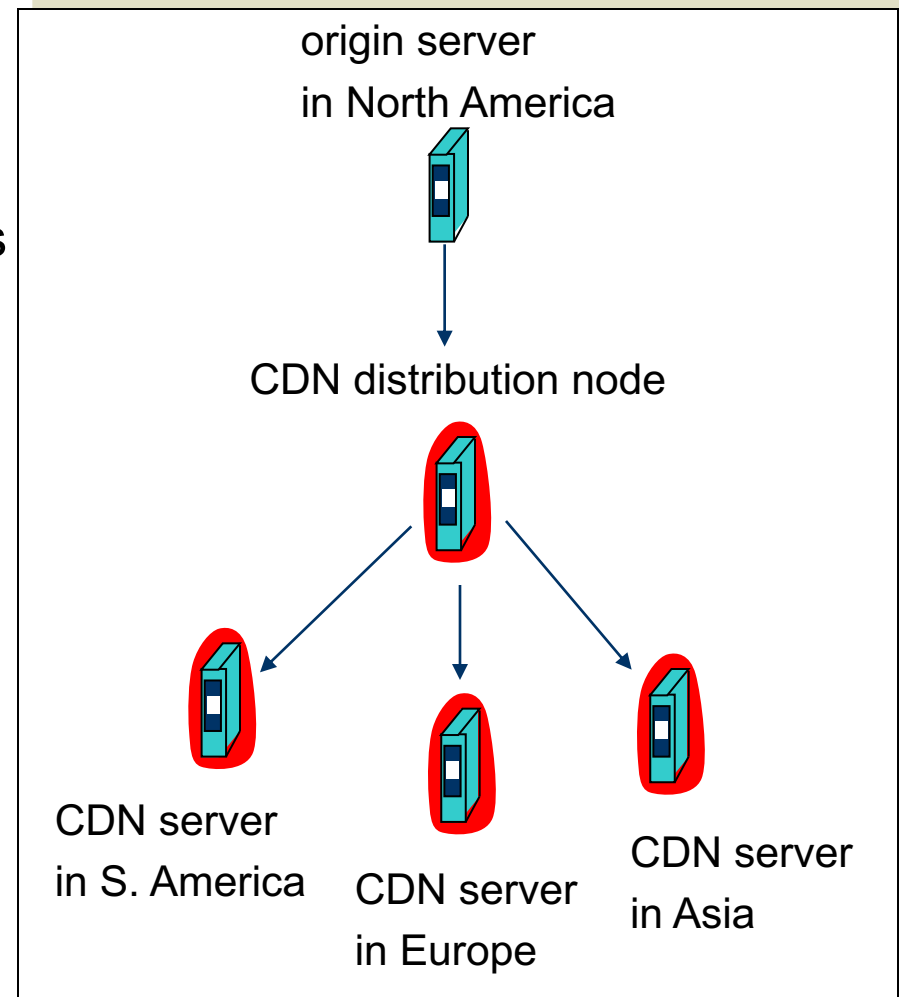 origin server
in North America
s
CDN distribution node
CDN server
in S. America
CDN server
in Europe
CDN server
in Asia